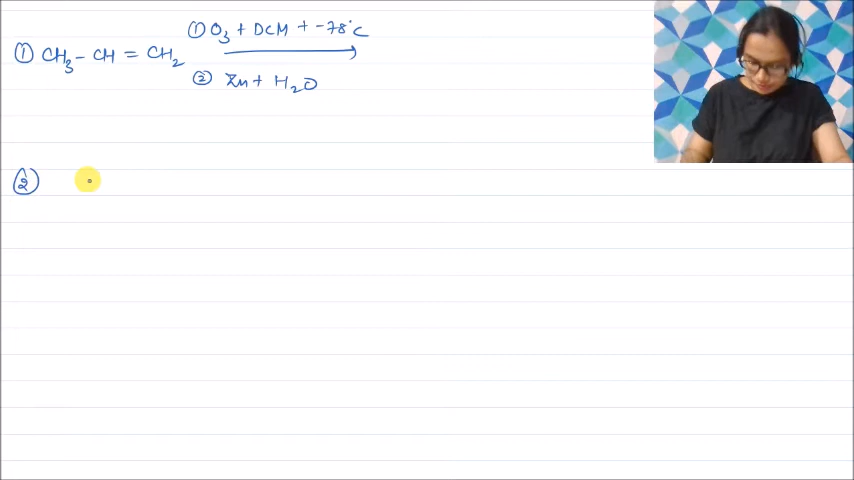 ① O₃ + DCM + -78°C
① CH₃ - CH = CH₂
② Zn + H₂O
②